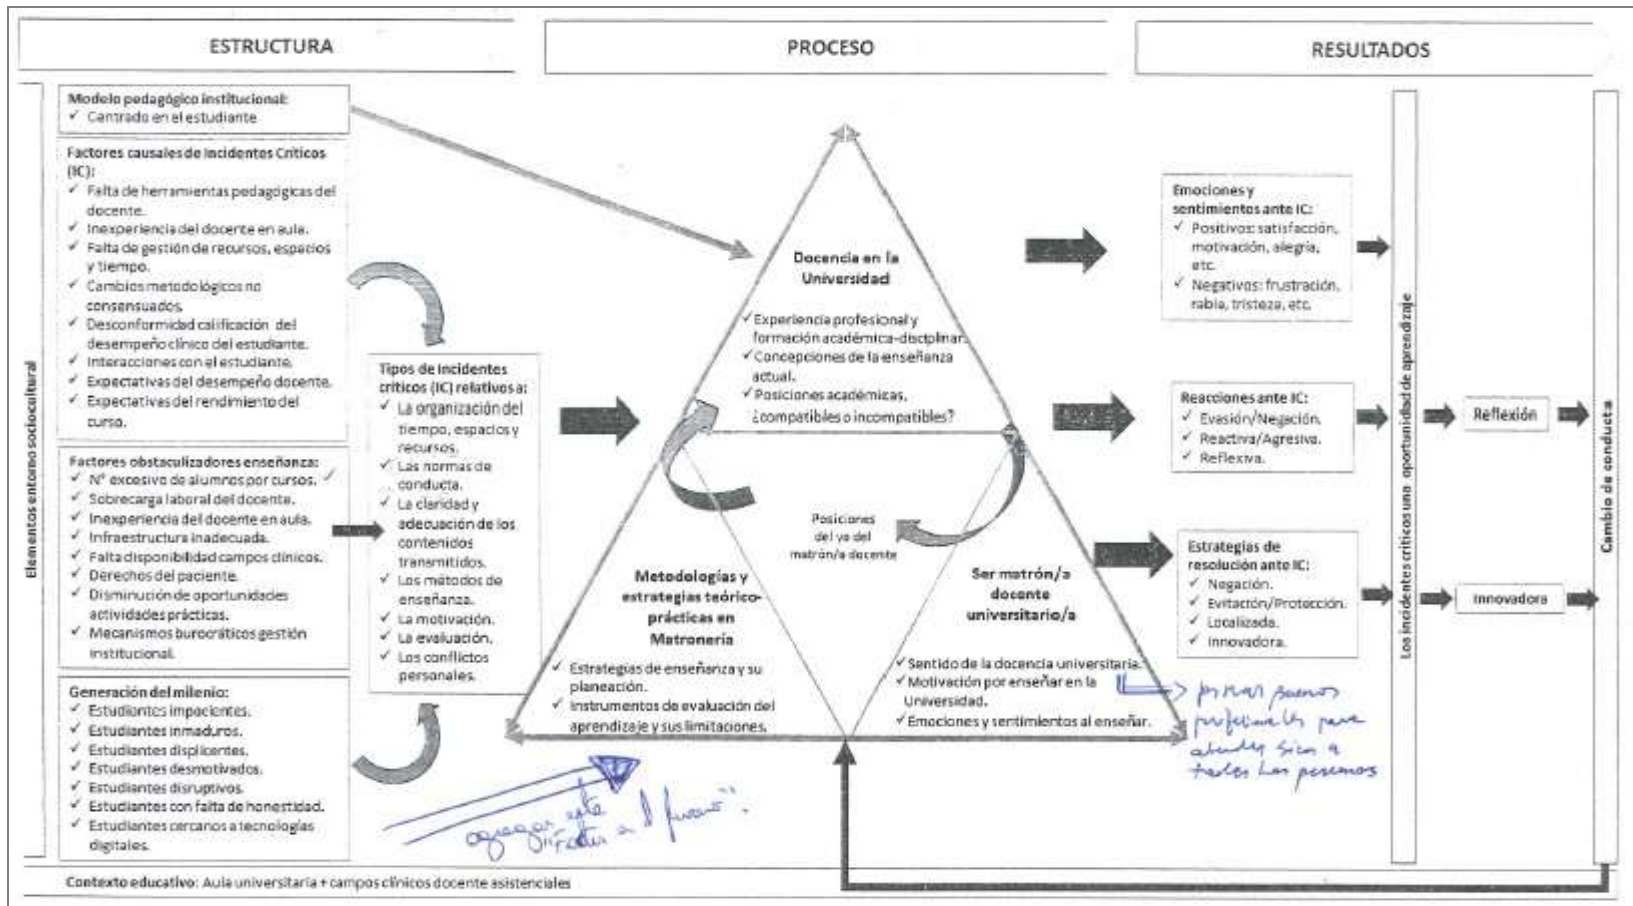 ESTRUCTURA
PROCESO
RESULTADOS
Elementos entorno sociocultural
Modelo pedagógico institucional:
✓ Centrado en el estudiante
Factores causales de Incidentes Críticos
(IC):
✓ Falta de herramientas pedagógicas del
docente.
✓ Inexperiencia del docente en aula.
✓ Falta de gestión de recursos, espacios
y tiempo.
✓ Cambios metodológicos no
consensuados.
✓ Desconformidad calificación del
desempeño clínico del estudiante.
✓ Interacciones con el estudiante.
✓ Expectativas del desempeño docente.
✓ Expectativas del rendimiento del
curso.
Factores obstaculizadores enseñanza:
✓ N° excesivo de alumnos por cursos. ✓
✓ Sobrecarga laboral del docente.
✓ Inexperiencia del docente en aula.
✓ Infraestructura inadecuada.
✓ Falta disponibilidad campos clínicos.
✓ Derechos del paciente.
✓ Disminución de oportunidades
actividades prácticas.
✓ Mecanismos burocráticos gestión
institucional.
Generación del milenio:
✓ Estudiantes impacientes.
✓ Estudiantes inmaduros.
✓ Estudiantes displicentes.
✓ Estudiantes desmotivados.
✓ Estudiantes disruptivos.
✓ Estudiantes con falta de honestidad.
✓ Estudiantes cercanos a tecnologías
digitales.
Tipos de incidentes
críticos (IC) relativos a:
✓ La organización del
tiempo, espacios y
recursos.
✓ Las normas de
conducta.
✓ La claridad y
adecuación de los
contenidos
transmitidos.
✓ Los métodos de
enseñanza.
✓ La motivación.
✓ La evaluación.
✓ Los conflictos
personales.
Docencia en la
Universidad
✓ Experiencia profesional y
formación académica-disciplinar.
✓ Concepciones de la enseñanza
actual.
✓ Posiciones académicas,
¿compatibles o incompatibles?
Posiciones
del yo del
matrón/a docente
Metodologías y
estrategias teórico-
prácticas en
Matronería
✓ Estrategias de enseñanza y su
planeación.
✓ Instrumentos de evaluación del
aprendizaje y sus limitaciones.
Ser matrón/a
docente
universitario/a
✓ Sentido de la docencia universitaria.
✓ Motivación por enseñar en la
Universidad.
✓ Emociones y sentimientos al enseñar.
agregar esta
profesionales para
a
Emociones y
sentimientos ante IC:
✓ Positivos: satisfacción,
motivación, alegría,
etc.
✓ Negativos: frustración,
rabia, tristeza, etc.
Reacciones ante IC:
✓ Evasión/Negación.
✓ Reactiva/Agresiva.
✓ Reflexiva.
Estrategias de
resolución ante IC:
✓ Negación.
✓ Evitación/Protección.
✓ Localizada.
✓ Innovadora.
Los incidentes críticos una oportunidad de aprendizaje
Reflexión
Innovadora
Cambio de conducta
Contexto educativo: Aula universitaria + campos clínicos docente asistenciales